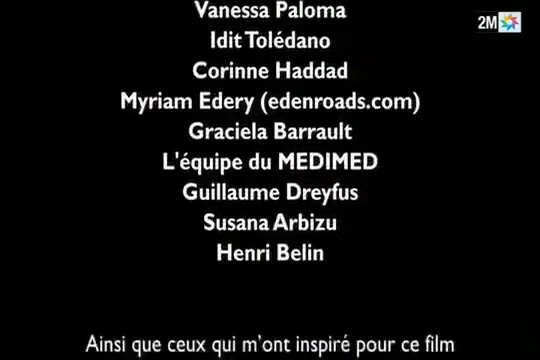 Vanessa Paloma
2M
Idit Tolédano
Corinne Haddad
Myriam Edery (edenroads.com)
Graciela Barrault
L'équipe du MEDIMED
Guillaume Dreyfus
Susana Arbizu
Henri Belin
Ainsi que ceux qui m'ont inspiré pour ce film